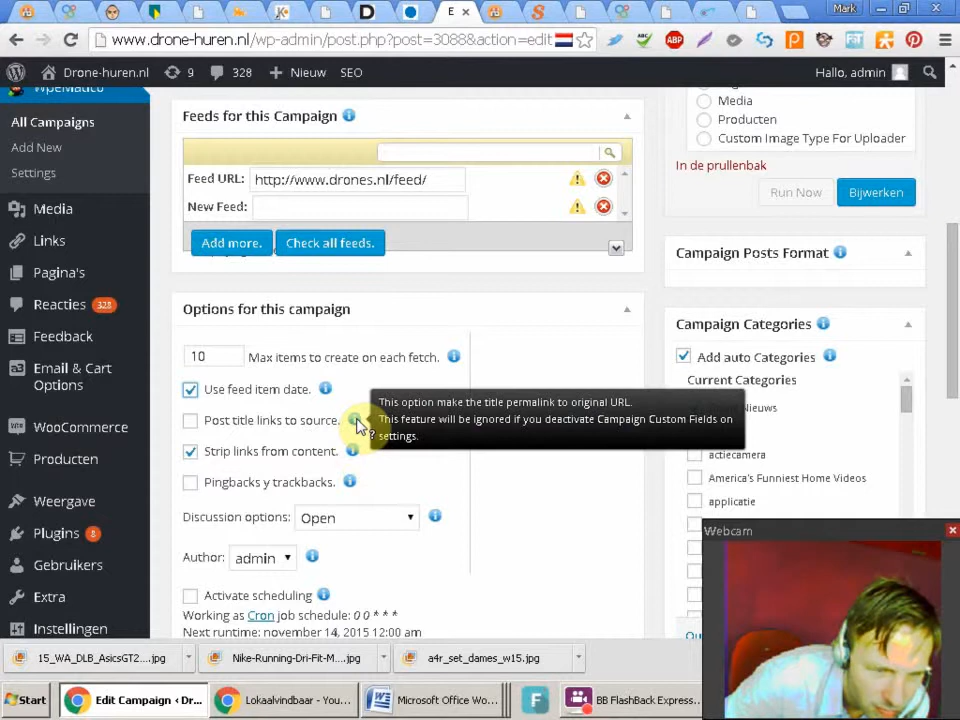 Mark
www.drone-huren.nl/wp-admin/post.php?post=3088&action=edit
ABP
Drone-huren.nl
9
328
Nieuw
SEO
Hallo, admin
WpeMatico
All Campaigns
Add New
Settings
Media
Links
Pagina's
Reacties 328
Feedback
Email & Cart
Options
WooCommerce
Producten
Weergave
Plugins 8
Gebruikers
Extra
Instellingen
Feeds for this Campaign
Feed URL: http://www.drones.nl/feed/
New Feed:
Add more.
Check all feeds.
Options for this campaign
10 Max items to create on each fetch.
Use feed item date.
Post title links to source.
This option make the title permalink to original URL.
This feature will be ignored if you deactivate Campaign Custom Fields on
settings.
Strip links from content.
Pingbacks y trackbacks.
Discussion options: Open
Author: admin
Activate scheduling
Working as Cron job schedule: 0 0 * * *
Next runtime: november 14, 2015 12:00 am
Media
Producten
Custom Image Type For Uploader
In de prullenbak
Run Now
Bijwerken
Campaign Posts Format
Campaign Categories
Add auto Categories
Current Categories
Nieuws
actiecamera
America's Funniest Home Videos
applicatie
Webcam
15_WA_DLB_AsicsGT2....jpg
Nike-Running-Dri-Fit-M....jpg
a4r_set_dames_w15.jpg
Start
Edit Campaign ‹ Dr...
Lokaalvindbaar - You...
Microsoft Office Wo...
F
BB FlashBack Express...